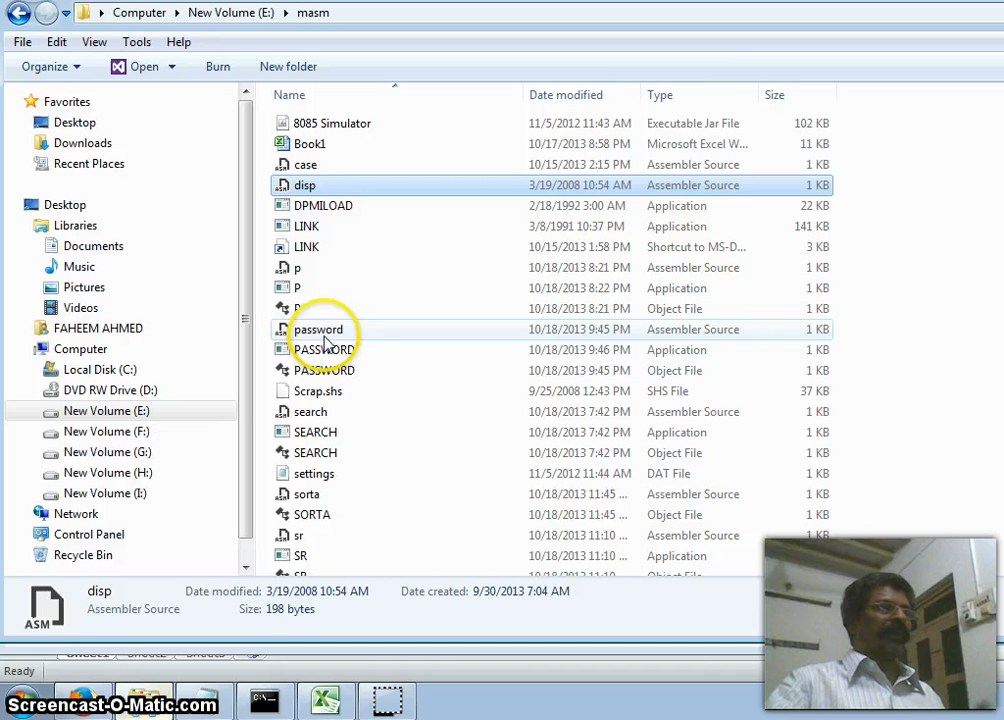 Computer New Volume (E:) masm
File Edit View Tools Help
Organize Open Burn New folder
Name Date modified Type Size
Favorites
Desktop
Downloads
Recent Places
Desktop
Libraries
Documents
Music
Pictures
Videos
FAHEEM AHMED
Computer
Local Disk (C:)
DVD RW Drive (D:)
New Volume (E:)
New Volume (F:)
New Volume (G:)
New Volume (H:)
New Volume (I:)
Network
Control Panel
Recycle Bin
8085 Simulator 11/5/2012 11:43 AM Executable Jar File 102 KB
Book1 10/17/2013 8:58 PM Microsoft Excel W... 11 KB
case 10/15/2013 2:15 PM Assembler Source 1 KB
disp 3/19/2008 10:54 AM Assembler Source 1 KB
DPMILOAD 2/18/1992 3:00 AM Application 22 KB
LINK 3/8/1991 10:37 PM Application 141 KB
LINK 10/15/2013 1:58 PM Shortcut to MS-D... 1 KB
p 10/18/2013 8:21 PM Assembler Source 1 KB
P 10/18/2013 8:22 PM Application 1 KB
P 10/18/2013 8:21 PM Object File 1 KB
password 10/18/2013 9:45 PM Assembler Source 1 KB
PASSWORD 10/18/2013 9:46 PM Application 1 KB
PASSWORD 10/18/2013 9:45 PM Object File 1 KB
Scrap.shs 9/25/2008 12:43 PM SHS File 37 KB
search 10/18/2013 7:42 PM Assembler Source 1 KB
SEARCH 10/18/2013 7:42 PM Application 1 KB
SEARCH 10/18/2013 7:42 PM Object File 1 KB
settings 11/5/2012 11:44 AM DAT File 1 KB
sorta 10/18/2013 11:45 ... Assembler Source 1 KB
SORTA 10/18/2013 11:45 ... Object File 1 KB
sr 10/18/2013 11:10 ... Assembler Source 1 KB
SR 10/18/2013 11:10 ... Application
SR 10/18/2013 11:10 ... Object File
ASM
disp Date modified: 3/19/2008 10:54 AM Date created: 9/30/2013 7:04 AM
Assembler Source Size: 198 bytes
Ready
C:\
Screencast-O-Matic.com